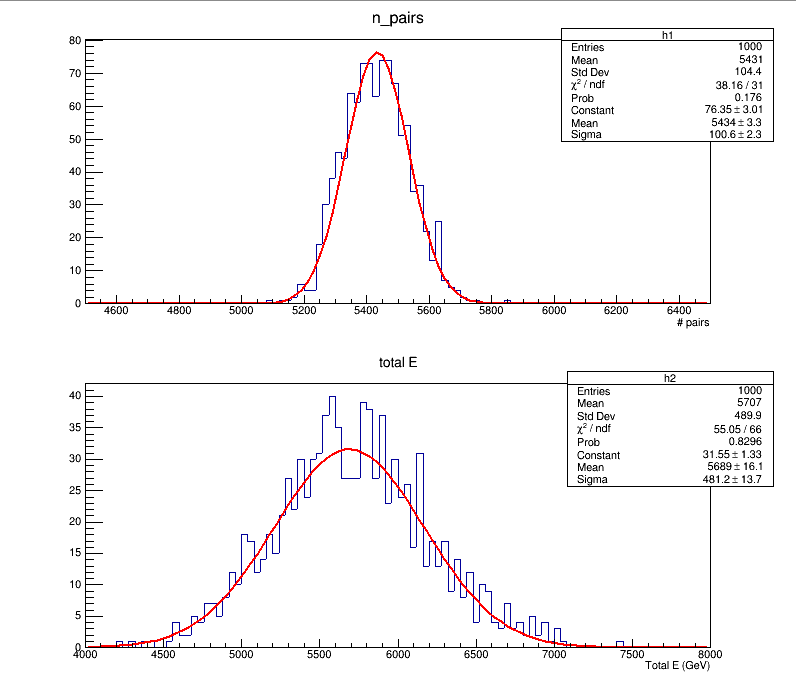 n_pairs
h1
Entries 1000
Mean 5431
Std Dev 104.4
χ² / ndf 38.16 / 31
Prob 0.176
Constant 76.35 ± 3.01
Mean 5434 ± 3.3
Sigma 100.6 ± 2.3
80
70
60
50
40
30
20
10
0
4600 4800 5000 5200 5400 5600 5800 6000 6200 6400
# pairs
total E
h2
Entries 1000
Mean 5707
Std Dev 489.9
χ² / ndf 55.05 / 66
Prob 0.8296
Constant 31.55 ± 1.33
Mean 5689 ± 16.1
Sigma 481.2 ± 13.7
40
35
30
25
20
15
10
5
0
4000 4500 5000 5500 6000 6500 7000 7500 8000
Total E (GeV)